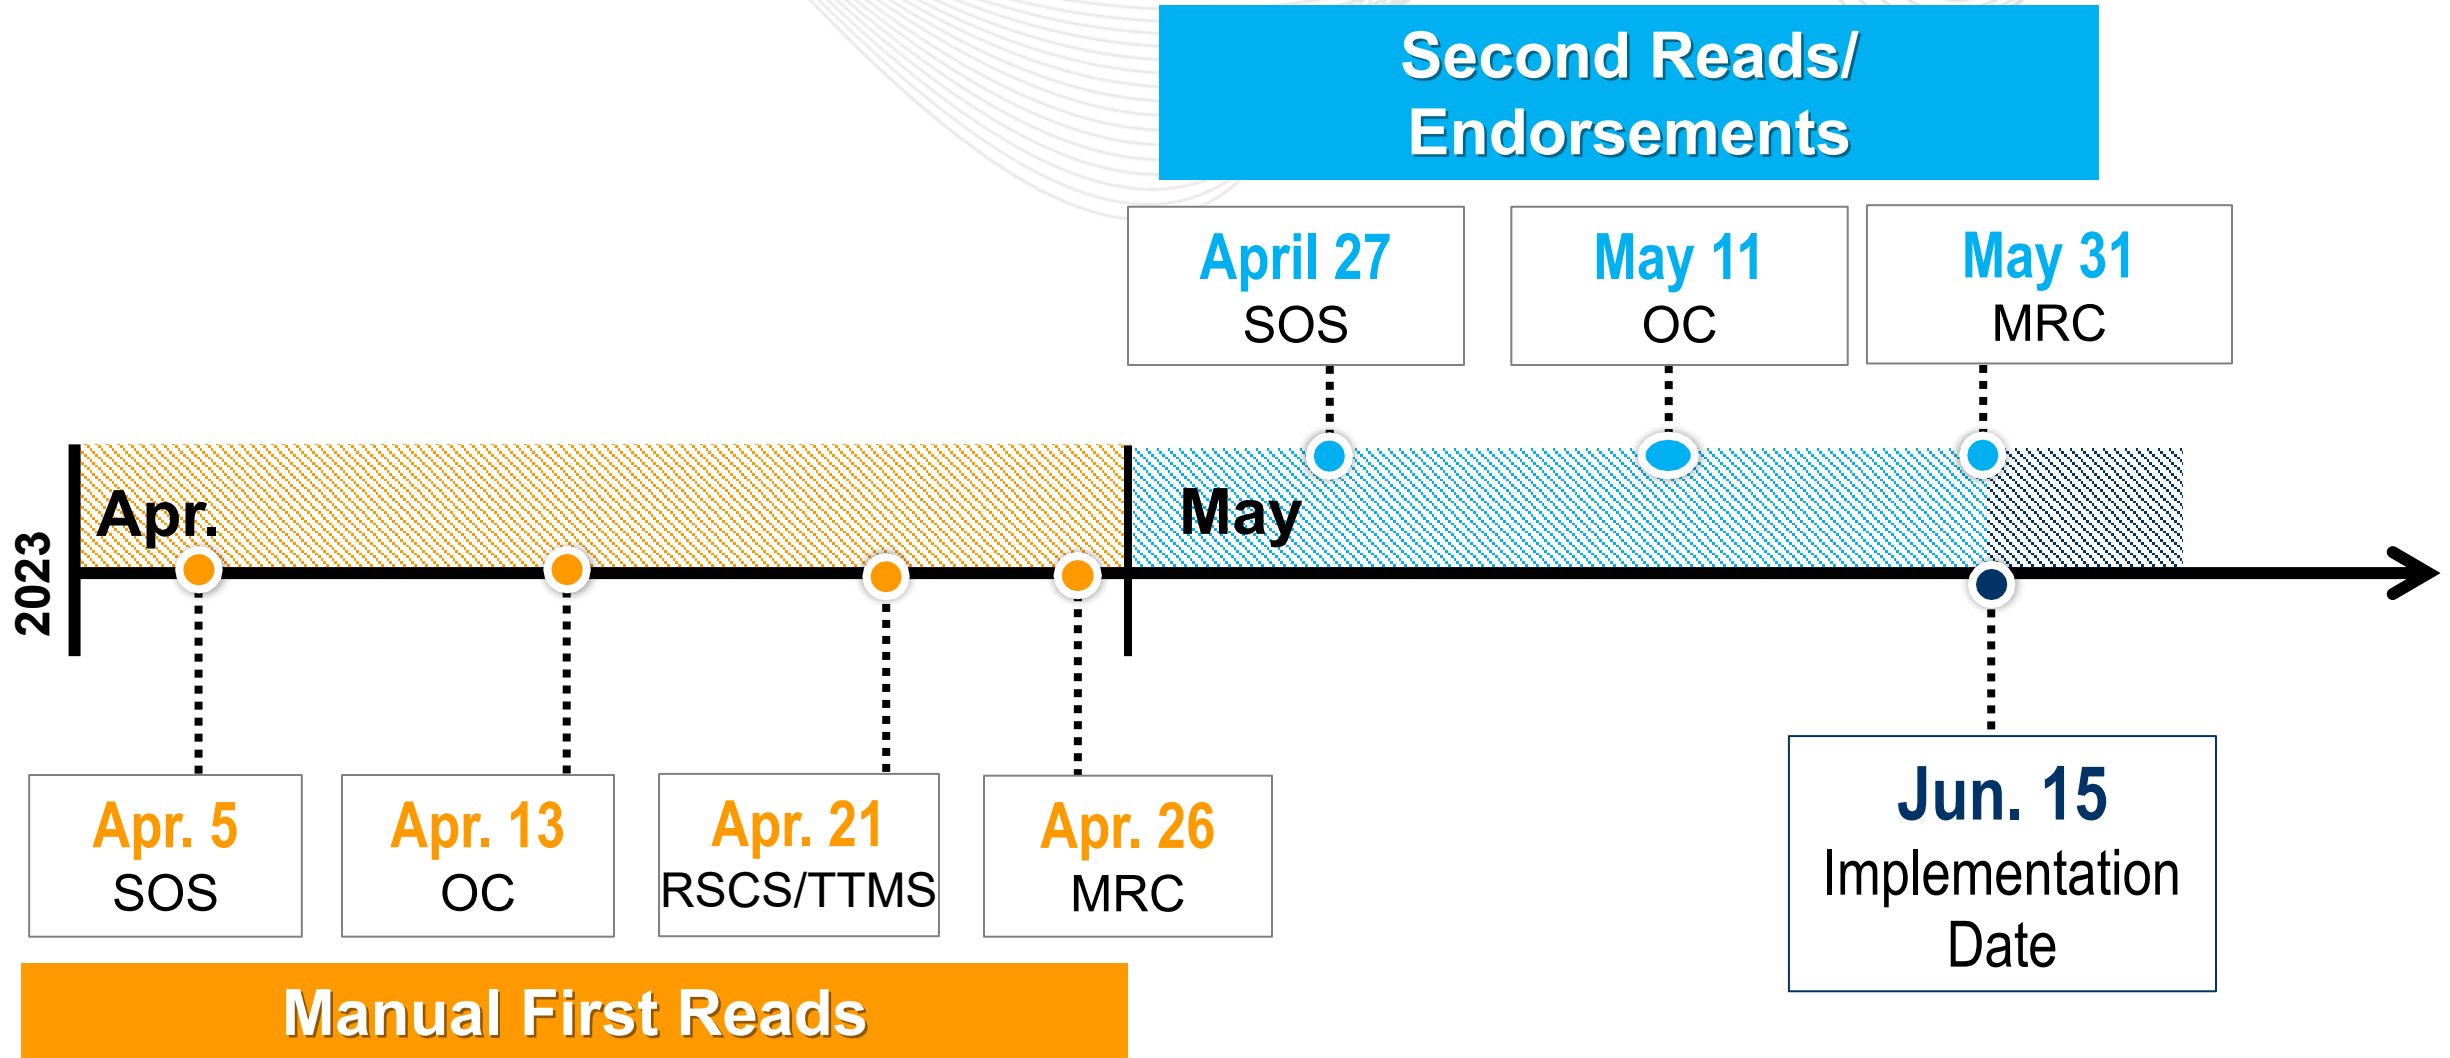 Second Reads/
Endorsements
April 27
SOS
May 11
OC
May 31
MRC
2023
Apr.
May
Apr. 5
SOS
Apr. 13
OC
Apr. 21
RSCS/TTMS
Apr. 26
MRC
Jun. 15
Implementation
Date
Manual First Reads